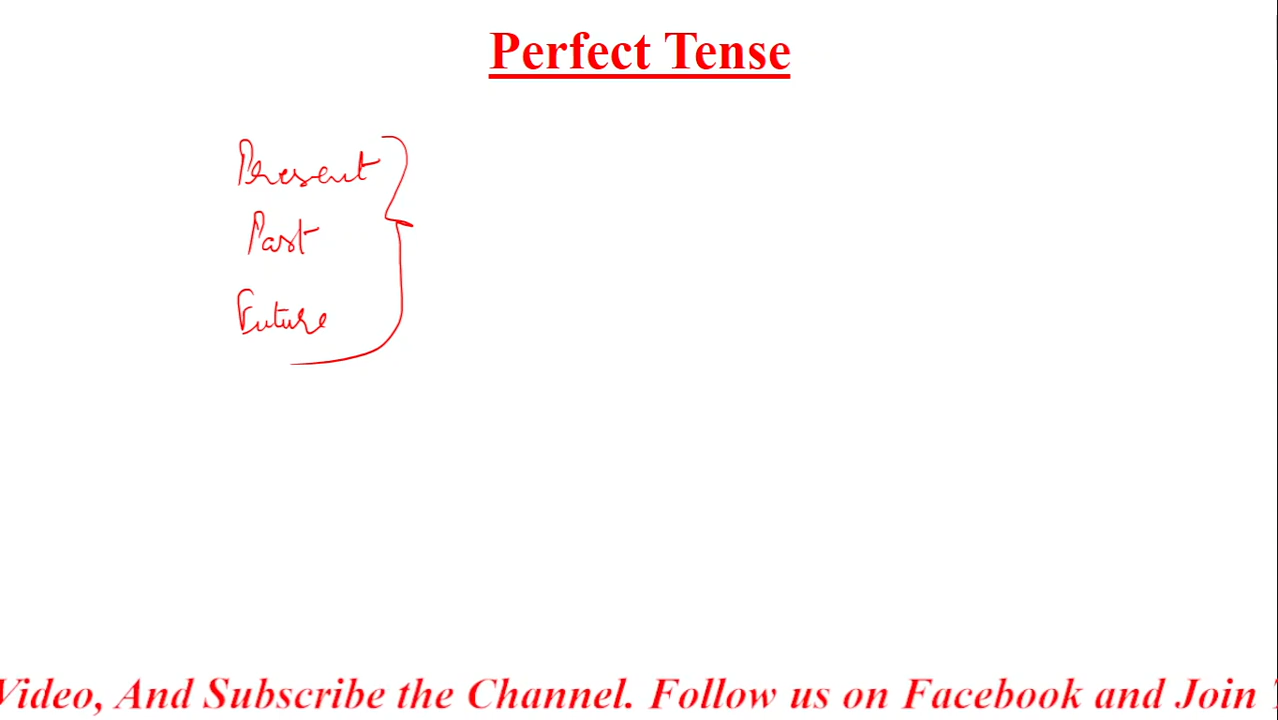 Perfect Tense
Present
Past
Future
Video, And Subscribe the Channel. Follow us on Facebook and Join